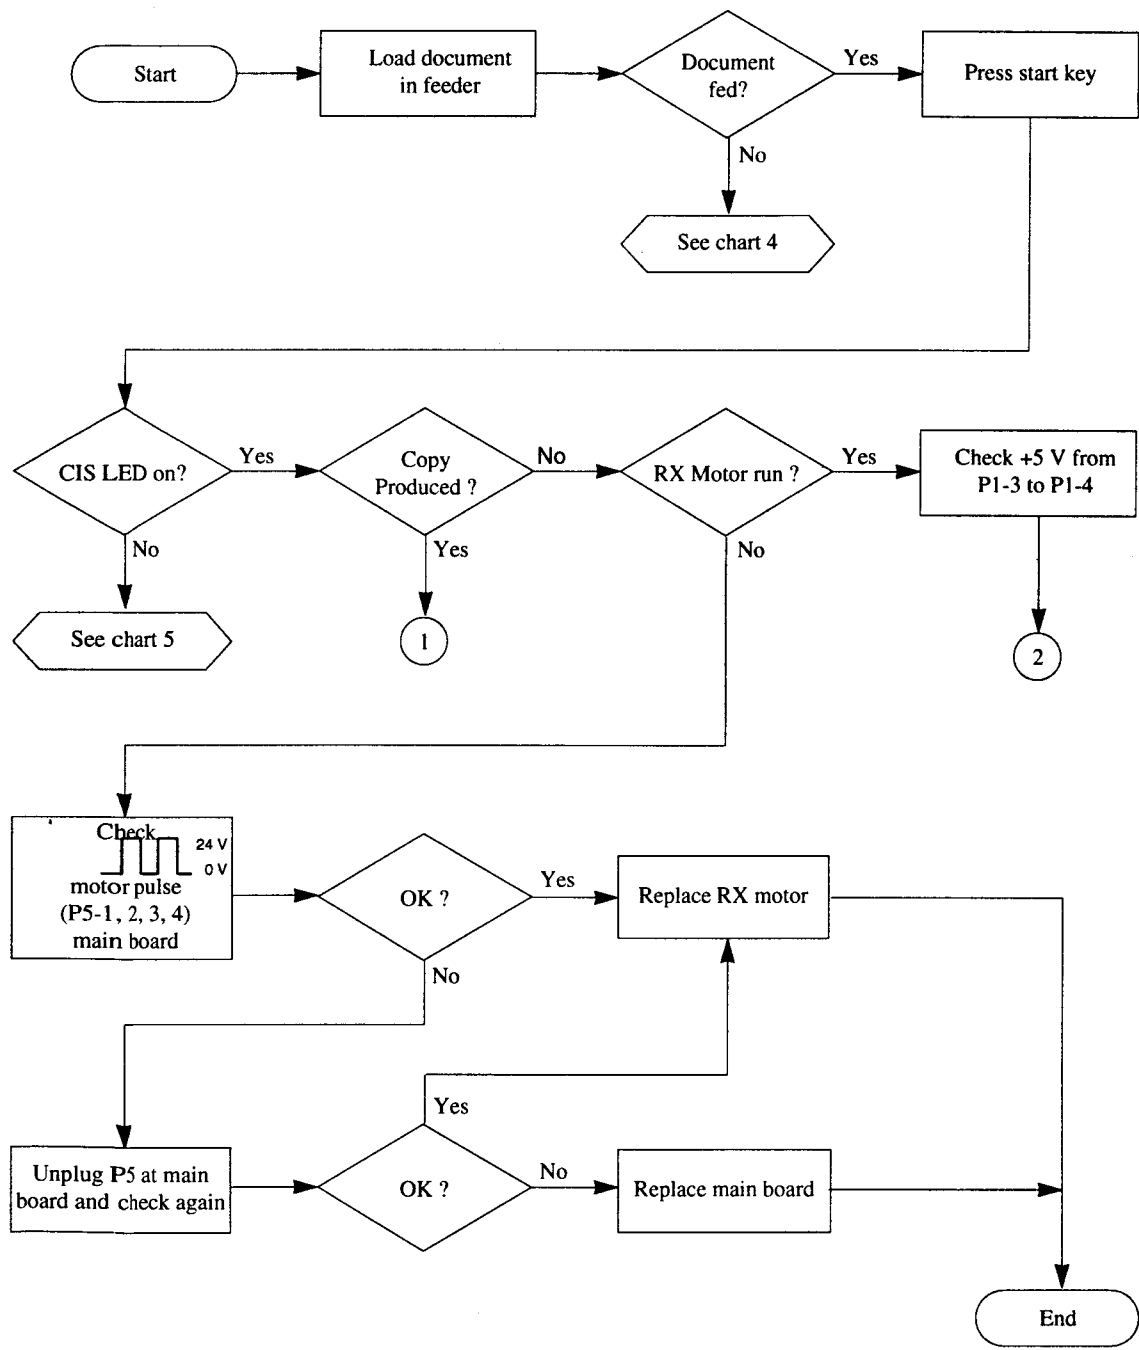 Start
Load document
in feeder
Document
fed?
Yes
Press start key
No
See chart 4
CIS LED on?
Yes
Copy
Produced ?
No
RX Motor run ?
Yes
Check +5 V from
P1-3 to P1-4
No
Yes
No
See chart 5
1
2
Check
24 V
0 V
motor pulse
(P5-1, 2, 3, 4)
main board
OK ?
Yes
Replace RX motor
No
Yes
Unplug P5 at main
board and check again
OK ?
No
Replace main board
End